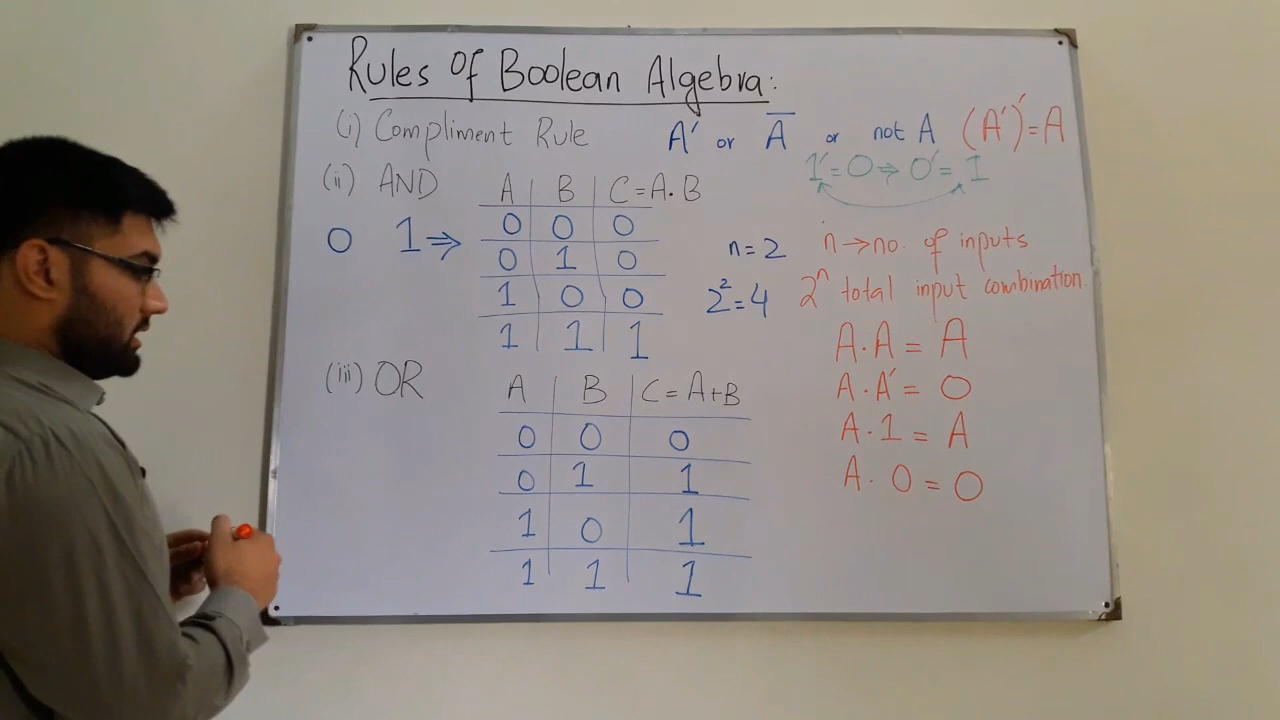 Rules Of Boolean Algebra:
(i) Compliment Rule A′ or A̅ or not A (A′)′=A
1′=0⇒0′=1
(ii) AND
0 1⇒
A B C=A.B
0 0 0
0 1 0
1 0 0
1 1 1
n=2
2²=4
n→no. of inputs
2ⁿ total input combination.
A.A=A
A.A′=0
A.1=A
A.0=0
(iii) OR
A B C=A+B
0 0 0
0 1 1
1 0 1
1 1 1